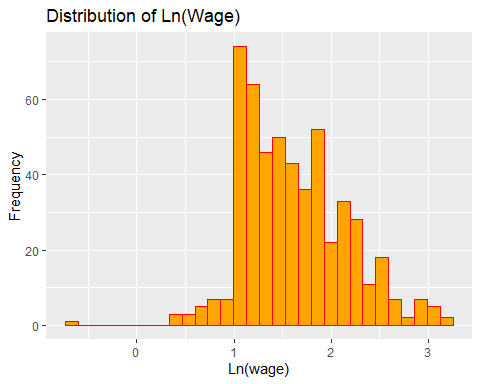 Distribution of Ln(Wage)
Frequency
60
40
20
0
0 1 2 3
Ln(wage)